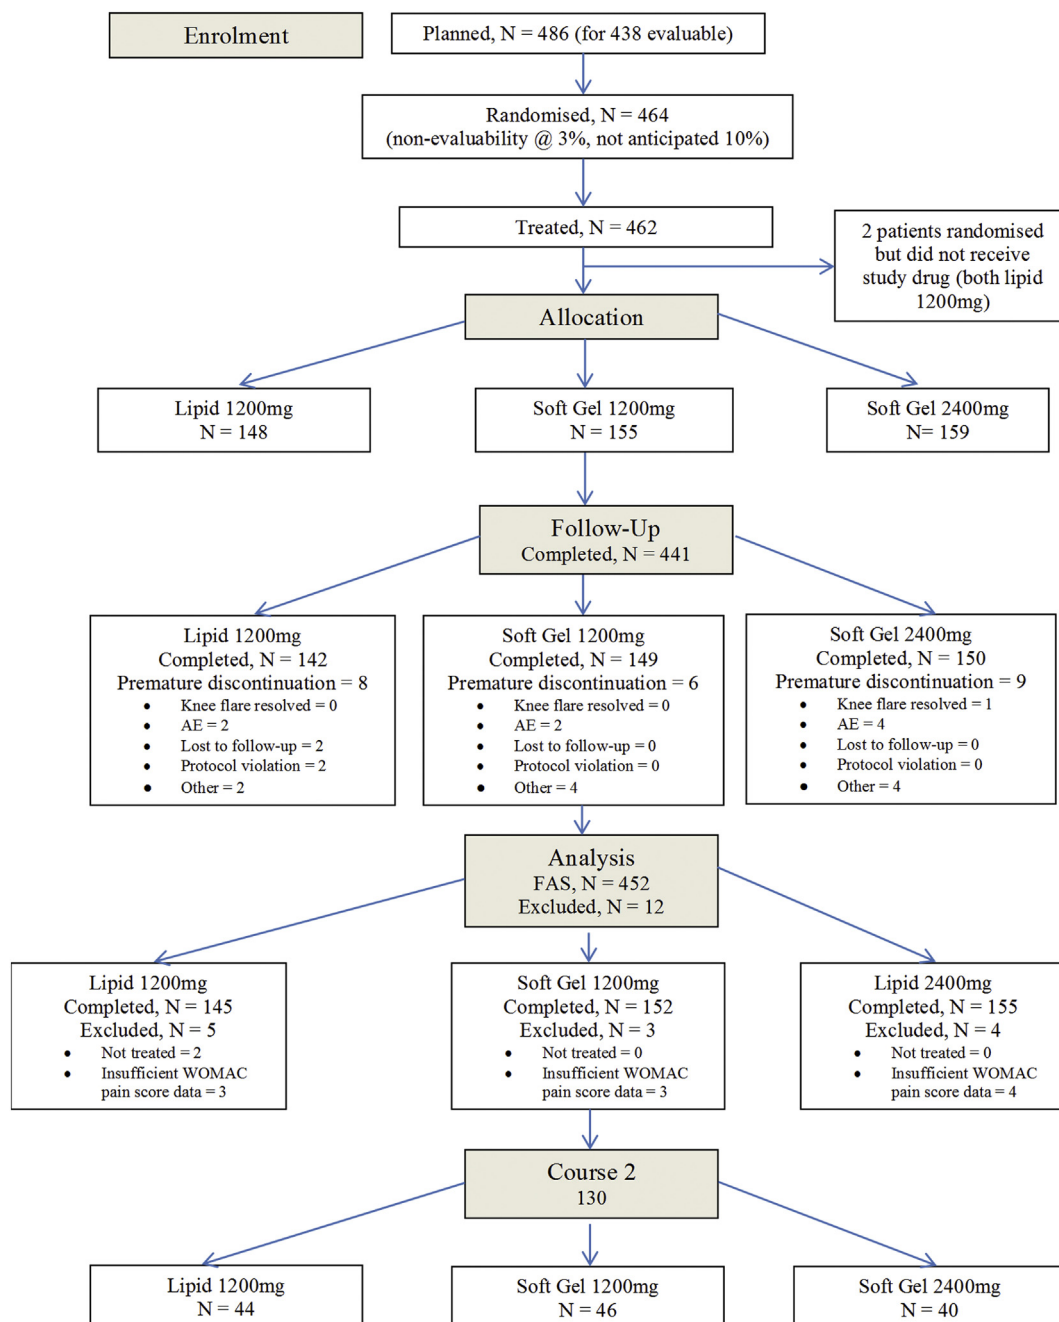 Enrolment
Planned, N = 486 (for 438 evaluable)
Randomised, N = 464
(non-evaluability @ 3%, not anticipated 10%)
Treated, N = 462
2 patients randomised
but did not receive
study drug (both lipid
1200mg)
Allocation
Lipid 1200mg
N = 148
Soft Gel 1200mg
N = 155
Soft Gel 2400mg
N= 159
Follow-Up
Completed, N = 441
Lipid 1200mg
Completed, N = 142
Premature discontinuation = 8
• Knee flare resolved = 0
• AE = 2
• Lost to follow-up = 2
• Protocol violation = 2
• Other = 2
Soft Gel 1200mg
Completed, N = 149
Premature discontinuation = 6
• Knee flare resolved = 0
• AE = 2
• Lost to follow-up = 0
• Protocol violation = 0
• Other = 4
Soft Gel 2400mg
Completed, N = 150
Premature discontinuation = 9
• Knee flare resolved = 1
• AE = 4
• Lost to follow-up = 0
• Protocol violation = 0
• Other = 4
Analysis
FAS, N = 452
Excluded, N = 12
Lipid 1200mg
Completed, N = 145
Excluded, N = 5
• Not treated = 2
• Insufficient WOMAC
pain score data = 3
Soft Gel 1200mg
Completed, N = 152
Excluded, N = 3
• Not treated = 0
• Insufficient WOMAC
pain score data = 3
Lipid 2400mg
Completed, N = 155
Excluded, N = 4
• Not treated = 0
• Insufficient WOMAC
pain score data = 4
Course 2
130
Lipid 1200mg
N = 44
Soft Gel 1200mg
N = 46
Soft Gel 2400mg
N = 40